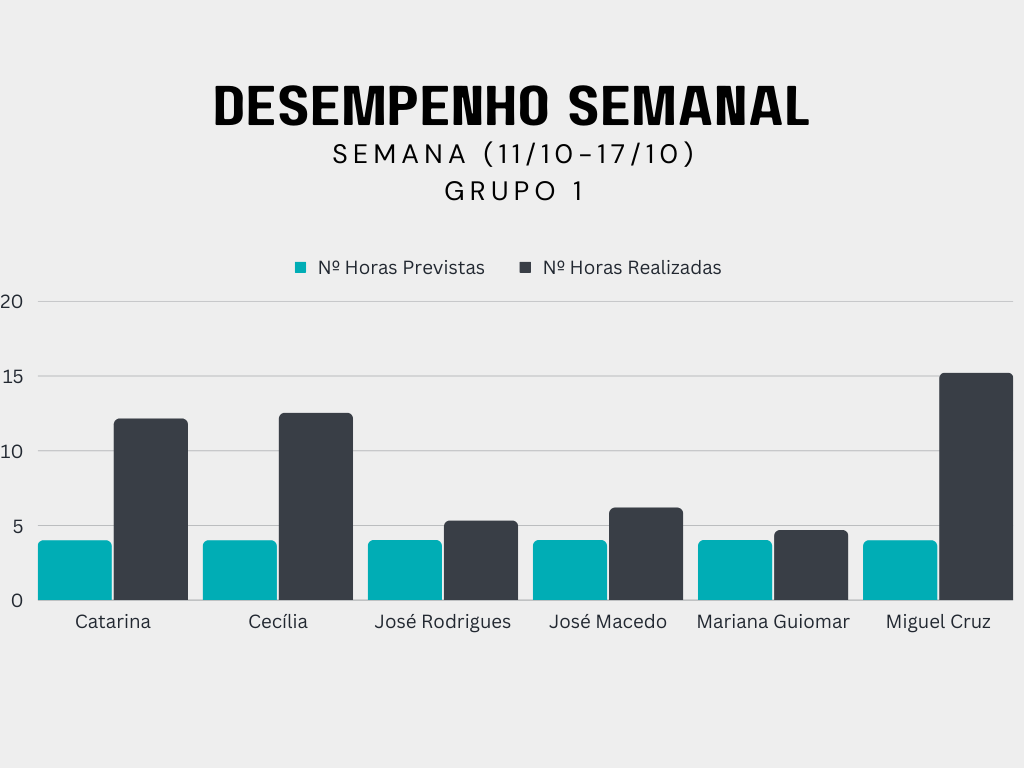 DESEMPENHO SEMANAL
SEMANA (11/10-17/10)
GRUPO 1
Nº Horas Previstas Nº Horas Realizadas
20
15
10
5
0
Catarina Cecília José Rodrigues José Macedo Mariana Guiomar Miguel Cruz